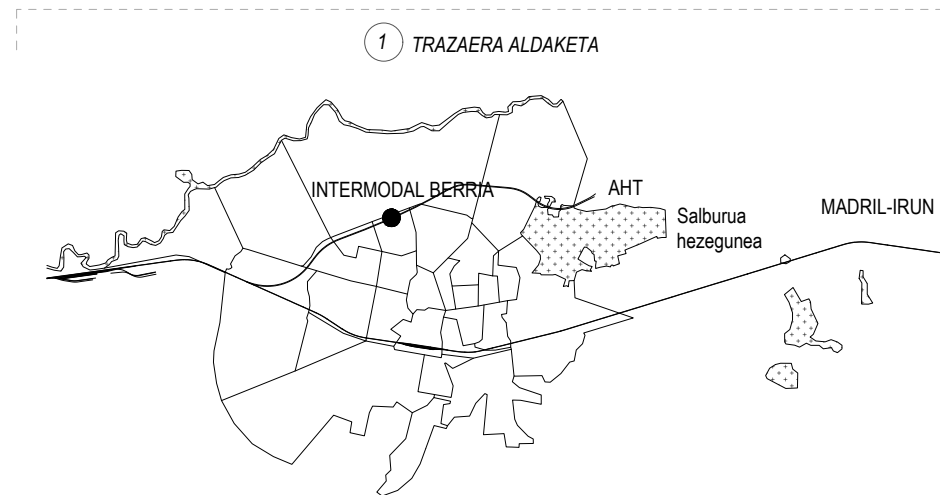 1 TRAZAERA ALDAKETA
INTERMODAL BERRIA
AHT
Salburua
hezegunea
MADRIL-IRUN